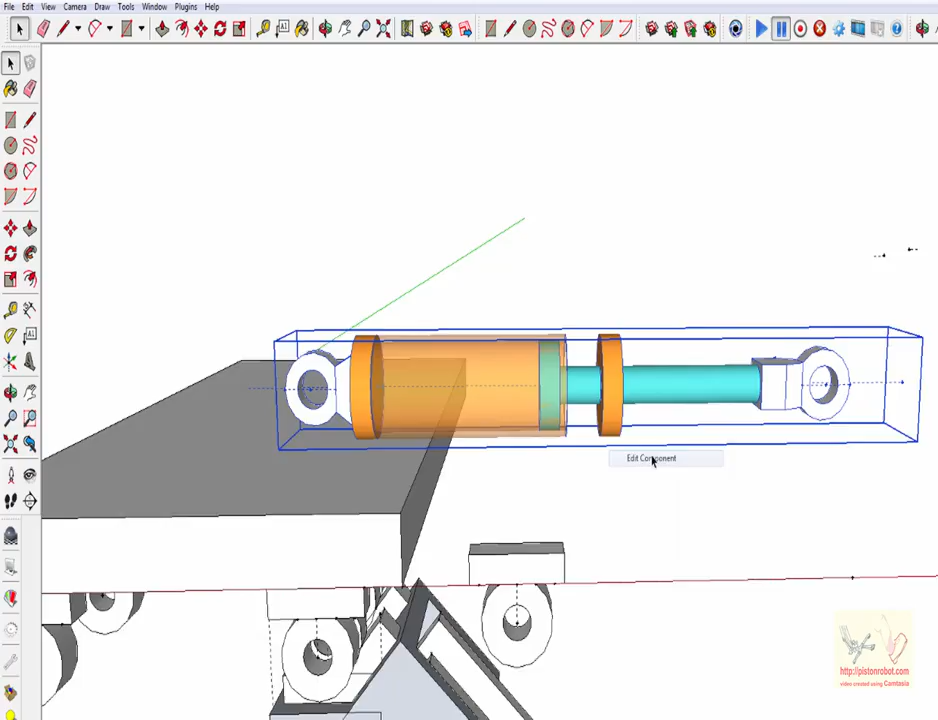 File Edit View Camera Draw Tools Window Plugins Help
Edit Component
http://pistonrobot.com
video created using Camtasia